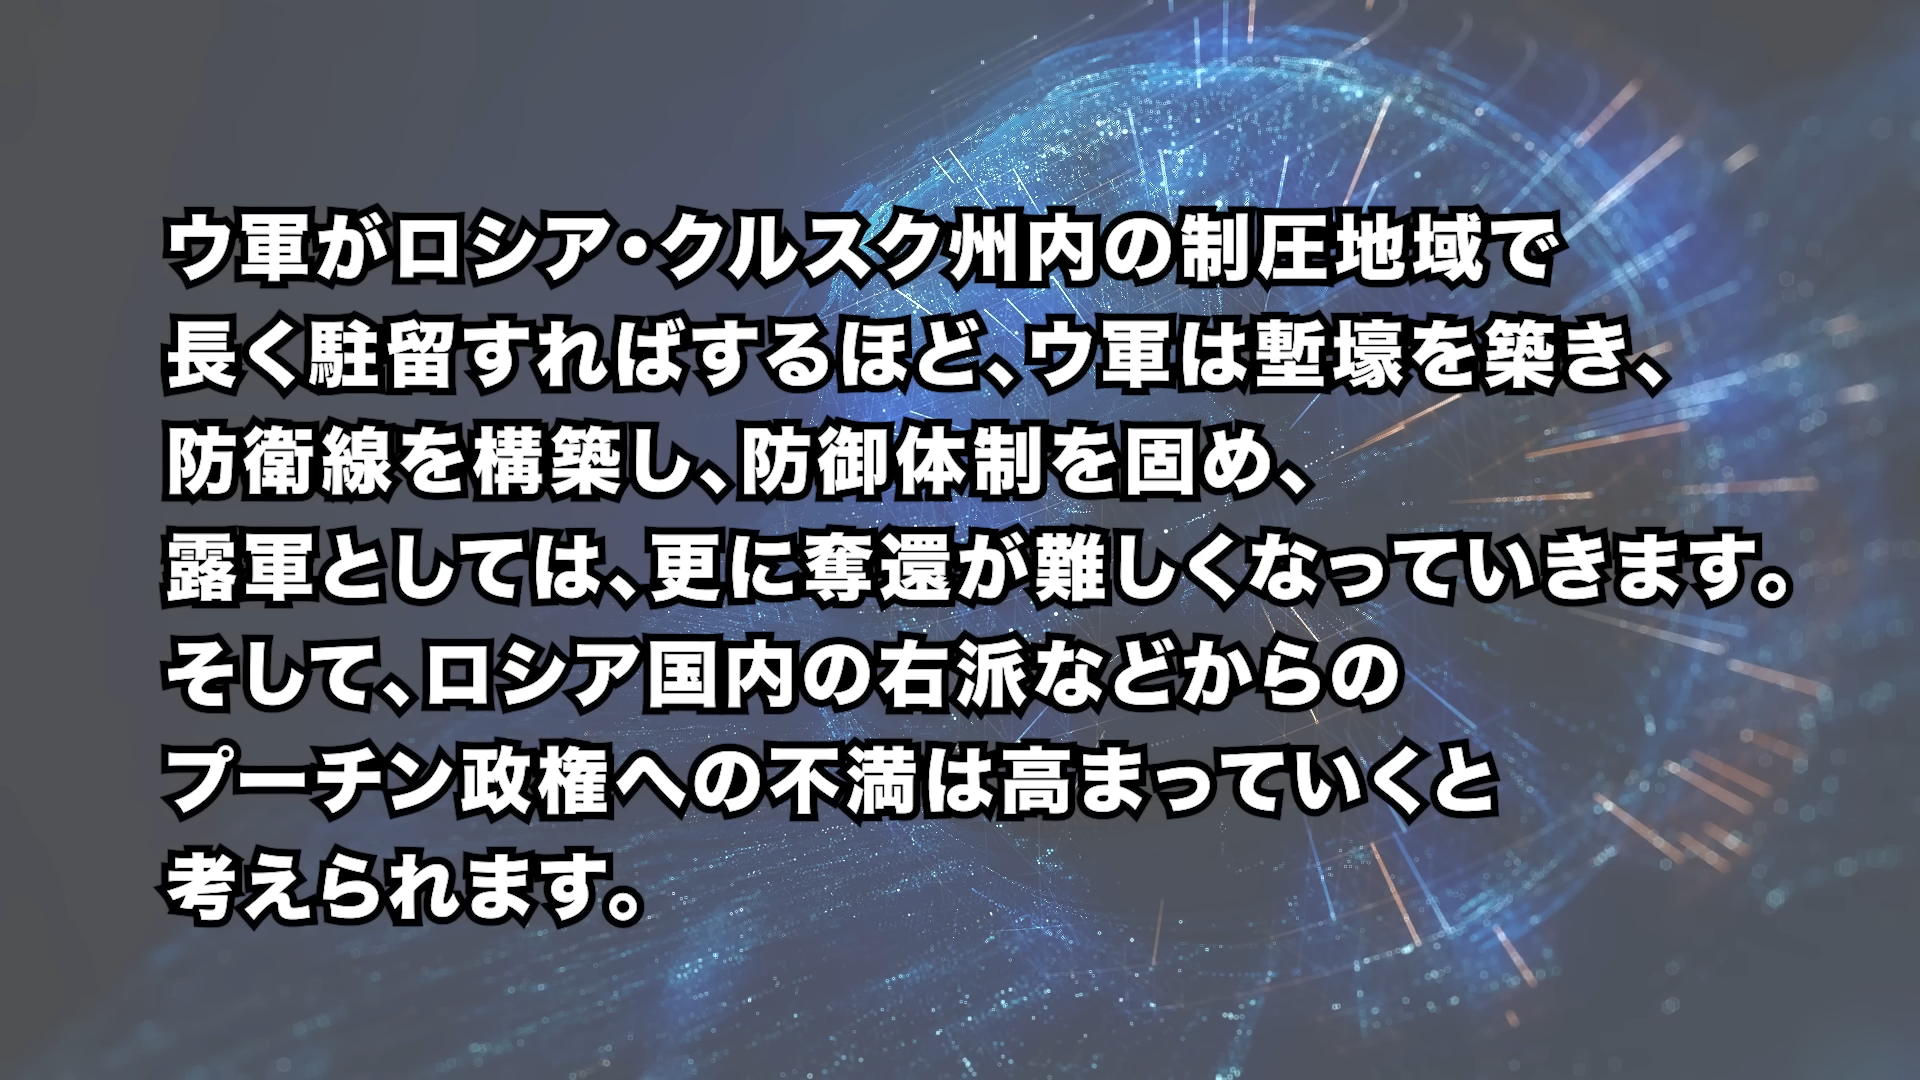 ウ軍がロシア・クルスク州内の制圧地域で
長く駐留すればするほど、ウ軍は塹壕を築き、
防衛線を構築し、防御体制を固め、
露軍としては、更に奪還が難しくなっていきます。
そして、ロシア国内の右派などからの
プーチン政権への不満は高まっていくと
考えられます。